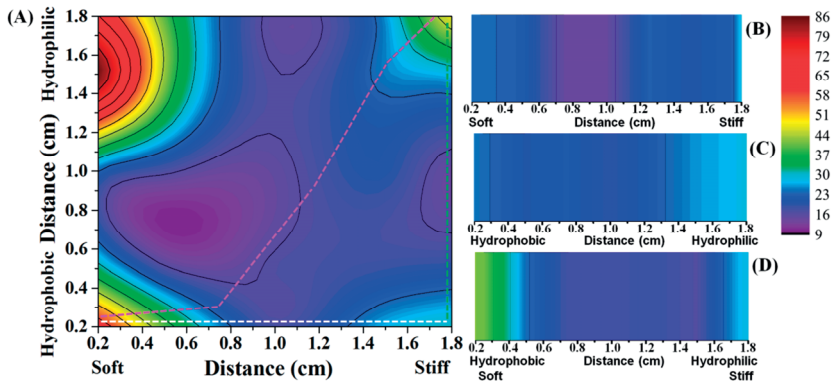 (A)
Hydrophobic Distance (cm) Hydrophilic
1.8
1.6
1.4
1.2
1.0
0.8
0.6
0.4
0.2
0.2 0.4 0.6 0.8 1.0 1.2 1.4 1.6 1.8
Soft Distance (cm) Stiff
(B)
0.2 0.4 0.6 0.8 1.0 1.2 1.4 1.6 1.8
Soft Distance (cm) Stiff
(C)
0.2 0.4 0.6 0.8 1.0 1.2 1.4 1.6 1.8
Hydrophobic Distance (cm) Hydrophilic
(D)
0.2 0.4 0.6 0.8 1.0 1.2 1.4 1.6 1.8
Hydrophobic Distance (cm) Hydrophilic
Soft Stiff
86
79
72
65
58
51
44
37
30
23
16
9